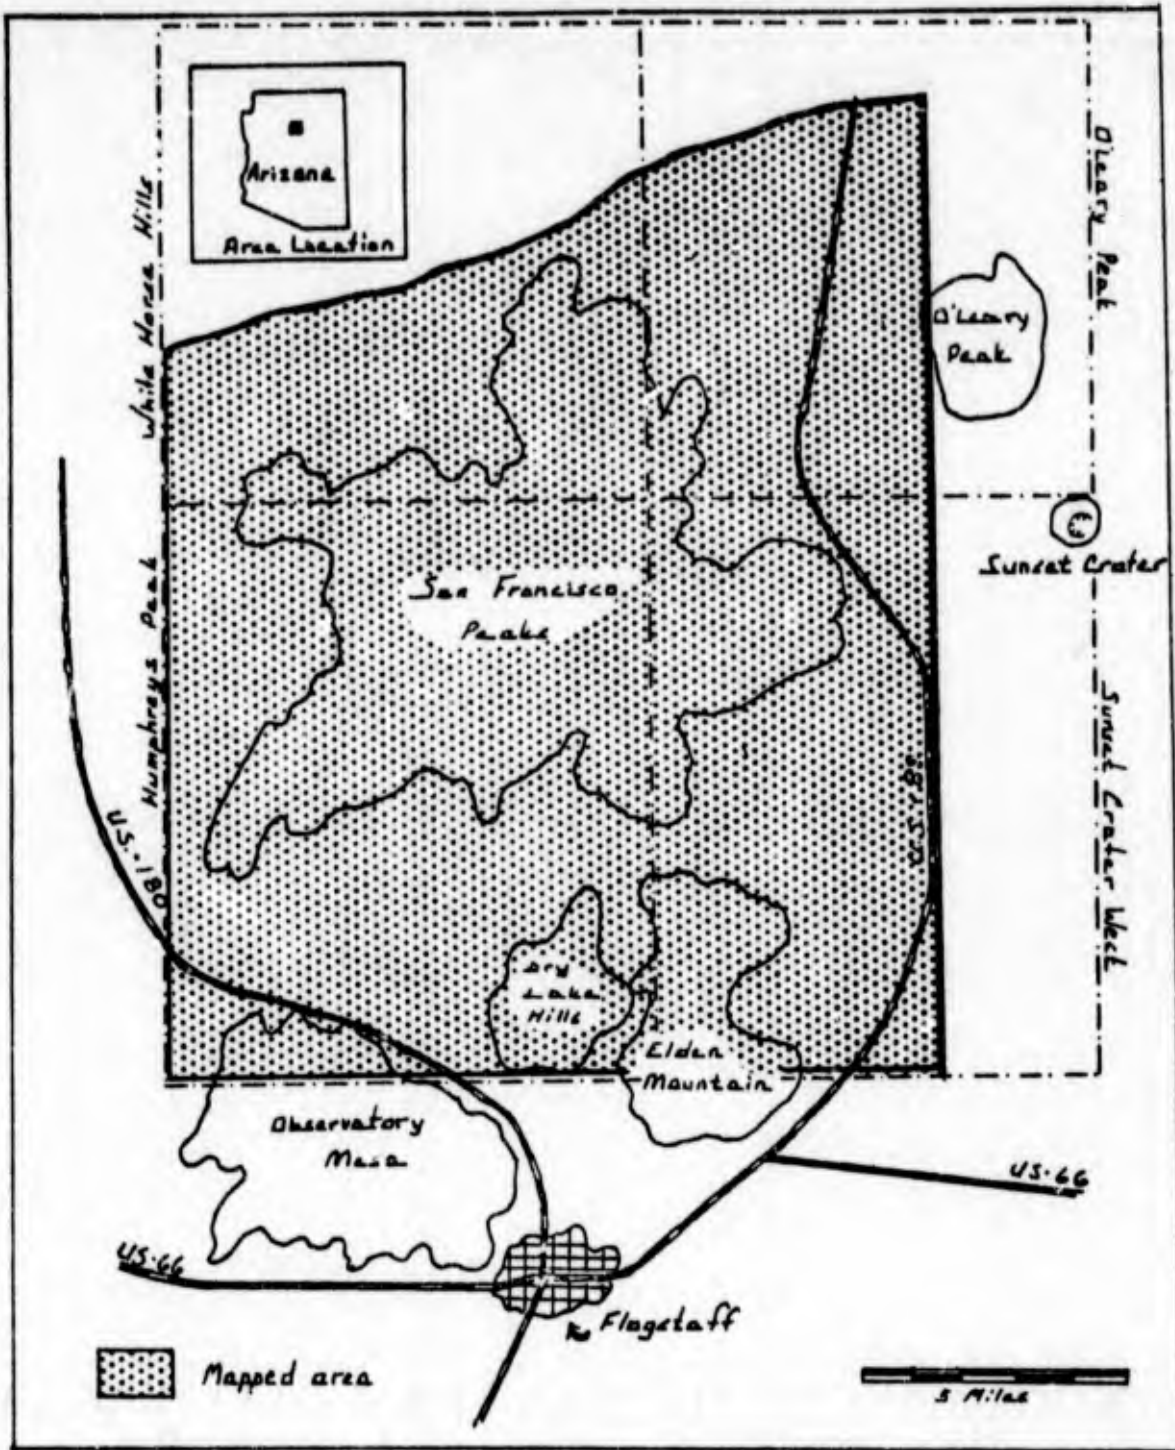 Arizona
Area Location
White Horse Hills
O'Leary Peak
O'Leary
Peak
Sunset Crater
San Francisco
Peaks
Humphreys Peak
Sunset Crater West
US-180
Dry
Lake
Hills
Elden
Mountain
Observatory
Mesa
US-66
US-66
Flagstaff
Mapped area
5 Miles